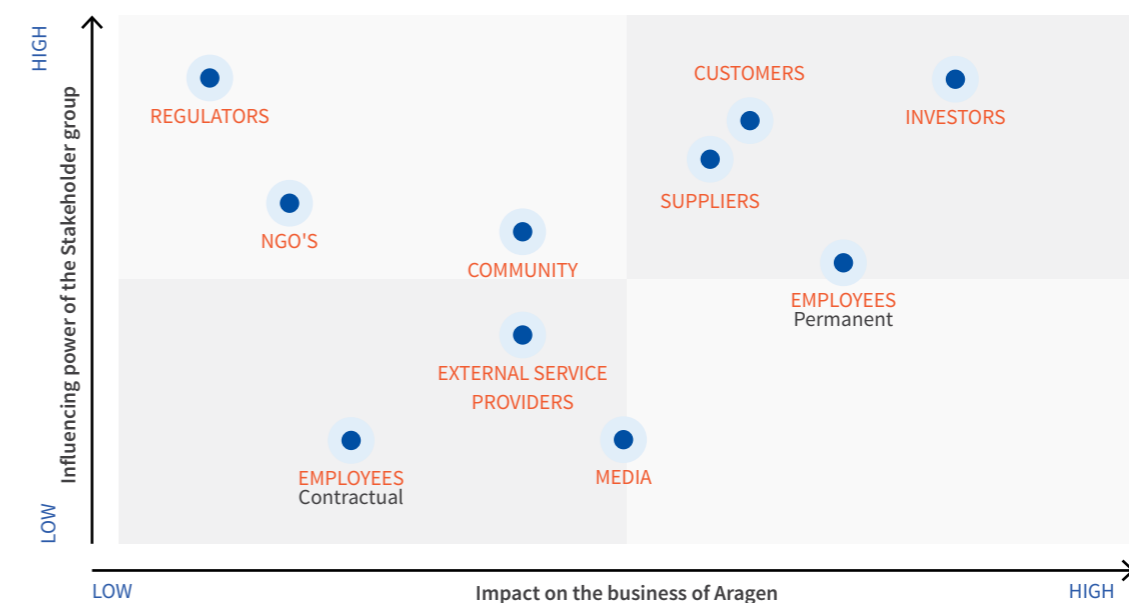 HIGH
Influencing power of the Stakeholder group
LOW
CUSTOMERS
REGULATORS
INVESTORS
SUPPLIERS
NGO'S
COMMUNITY
EMPLOYEES
Permanent
EXTERNAL SERVICE
PROVIDERS
EMPLOYEES
Contractual
MEDIA
LOW
Impact on the business of Aragen
HIGH